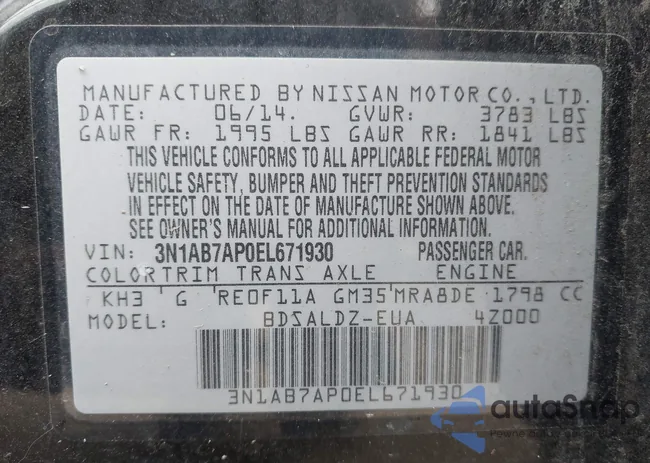 MANUFACTURED BY NISSAN MOTOR CO., LTD.
DATE: 06/14. GVWR: 3783 LBS
GAWR FR: 1995 LBS GAWR RR: 1841 LBS
THIS VEHICLE CONFORMS TO ALL APPLICABLE FEDERAL MOTOR
VEHICLE SAFETY, BUMPER AND THEFT PREVENTION STANDARDS
IN EFFECT ON THE DATE OF MANUFACTURE SHOWN ABOVE.
SEE OWNER'S MANUAL FOR ADDITIONAL INFORMATION.
VIN: 3N1AB7AP0EL671930 PASSENGER CAR.
COLOR TRIM TRANS AXLE ENGINE
KH3 G RE0F11A GM35 MRA8DE 1798 CC
MODEL: BDSALDZ-EUA 4Z000
3N1AB7AP0EL671930
autoSnap